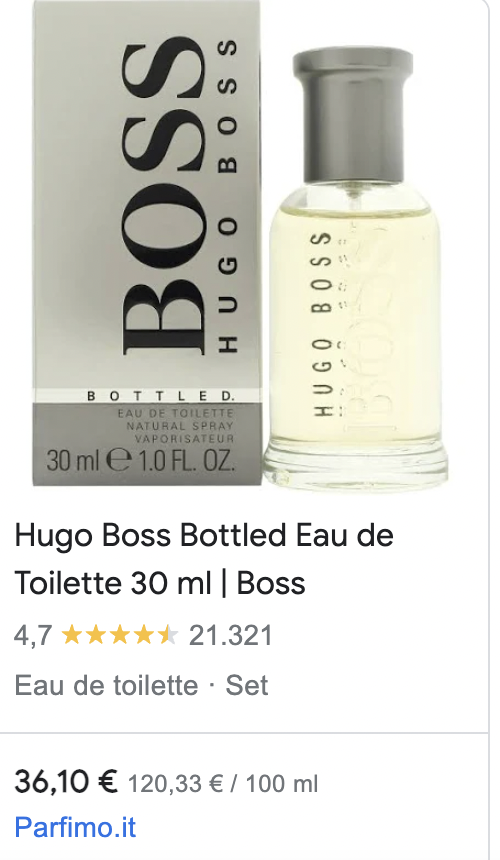 BOSS
HUGO BOSS
BOTTLED.
EAU DE TOILETTE
NATURAL SPRAY
VAPORISATEUR
30 ml ℮ 1.0 FL. OZ.
HUGO BOSS
BOSS
Hugo Boss Bottled Eau de
Toilette 30 ml | Boss
4,7 ★★★★★ 21.321
Eau de toilette · Set
36,10 € 120,33 € / 100 ml
Parfimo.it